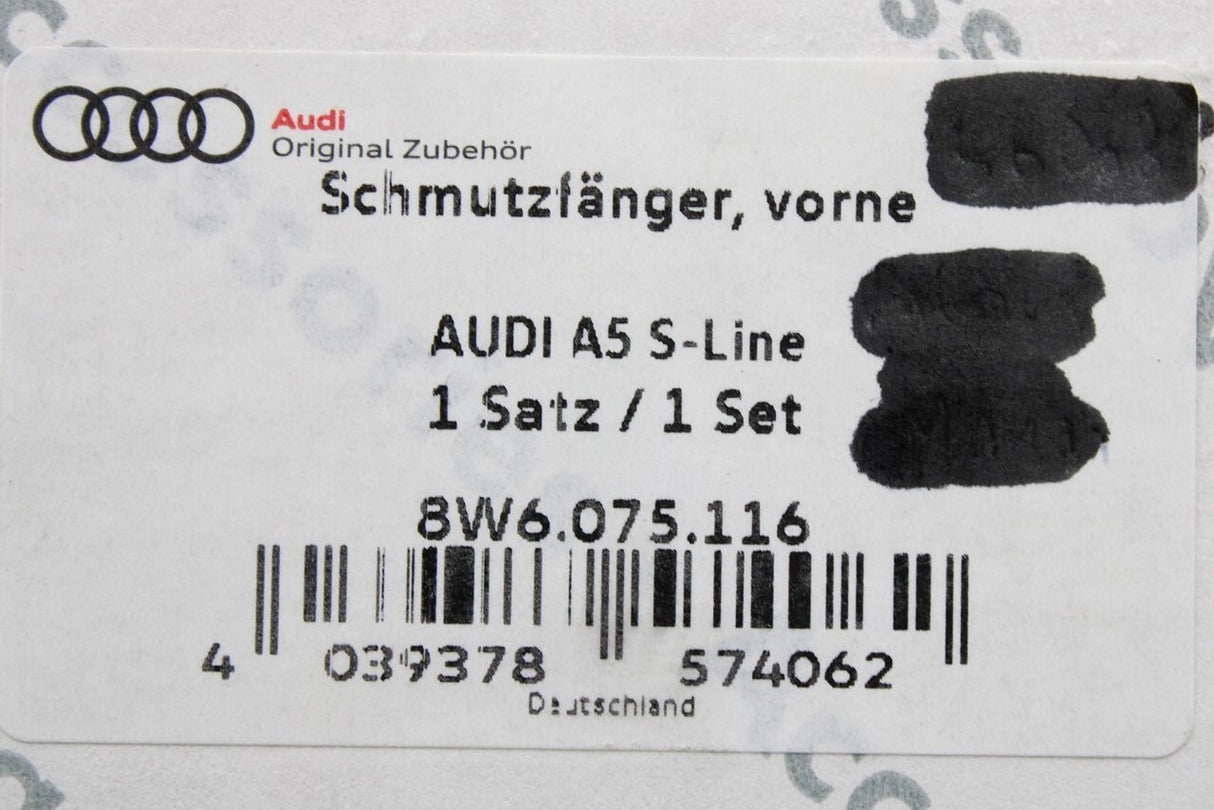 Audi
Original Zubehör
Schmutzfänger, vorne
AUDI A5 S-Line
1 Satz / 1 Set
8W6.075.116
4 039378 574062
Deutschland